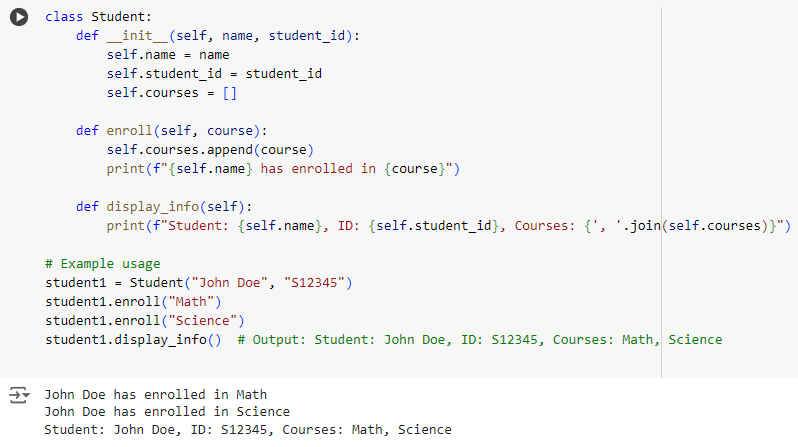 class Student:
    def __init__(self, name, student_id):
        self.name = name
        self.student_id = student_id
        self.courses = []

    def enroll(self, course):
        self.courses.append(course)
        print(f"{self.name} has enrolled in {course}")

    def display_info(self):
        print(f"Student: {self.name}, ID: {self.student_id}, Courses: {', '.join(self.courses)}")

# Example usage
student1 = Student("John Doe", "S12345")
student1.enroll("Math")
student1.enroll("Science")
student1.display_info()  # Output: Student: John Doe, ID: S12345, Courses: Math, Science

John Doe has enrolled in Math
John Doe has enrolled in Science
Student: John Doe, ID: S12345, Courses: Math, Science